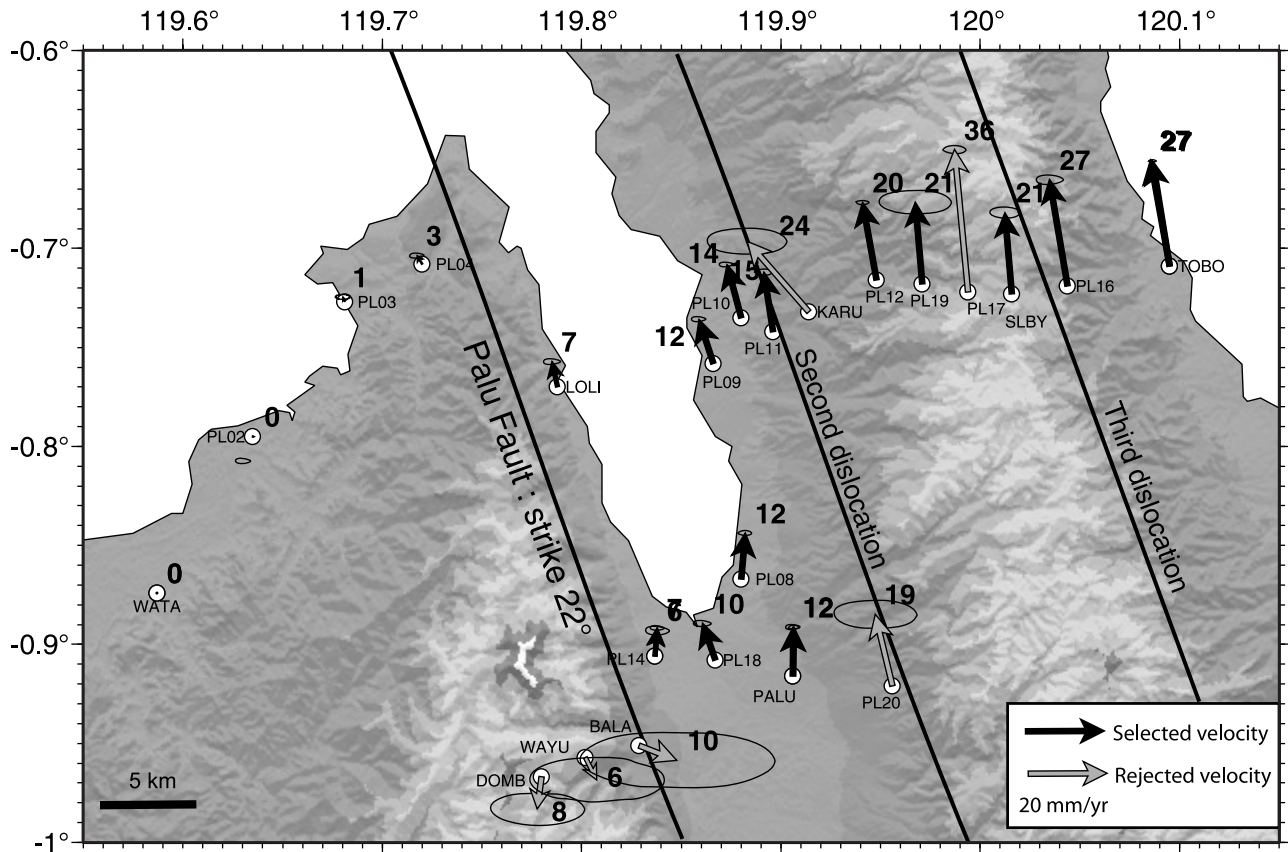 119.6° 119.7° 119.8° 119.9° 120° 120.1°
-0.6°
-0.7°
-0.8°
-0.9°
-1°
36
27
27
20 21
21
3
PL04
24
14
15
1
PL03
PL10
KARU
PL12
PL19
PL17
SLBY
PL16
TOBO
12
PL11
PL09
7
LOLI
0
PL02
Palu Fault : strike 22°
Second dislocation
Third dislocation
12
PL08
0
WATA
7
6
10
12
19
PL14
PL18
PALU
PL20
BALA
10
WAYU
6
DOMB
8
5 km
Selected velocity
Rejected velocity
20 mm/yr